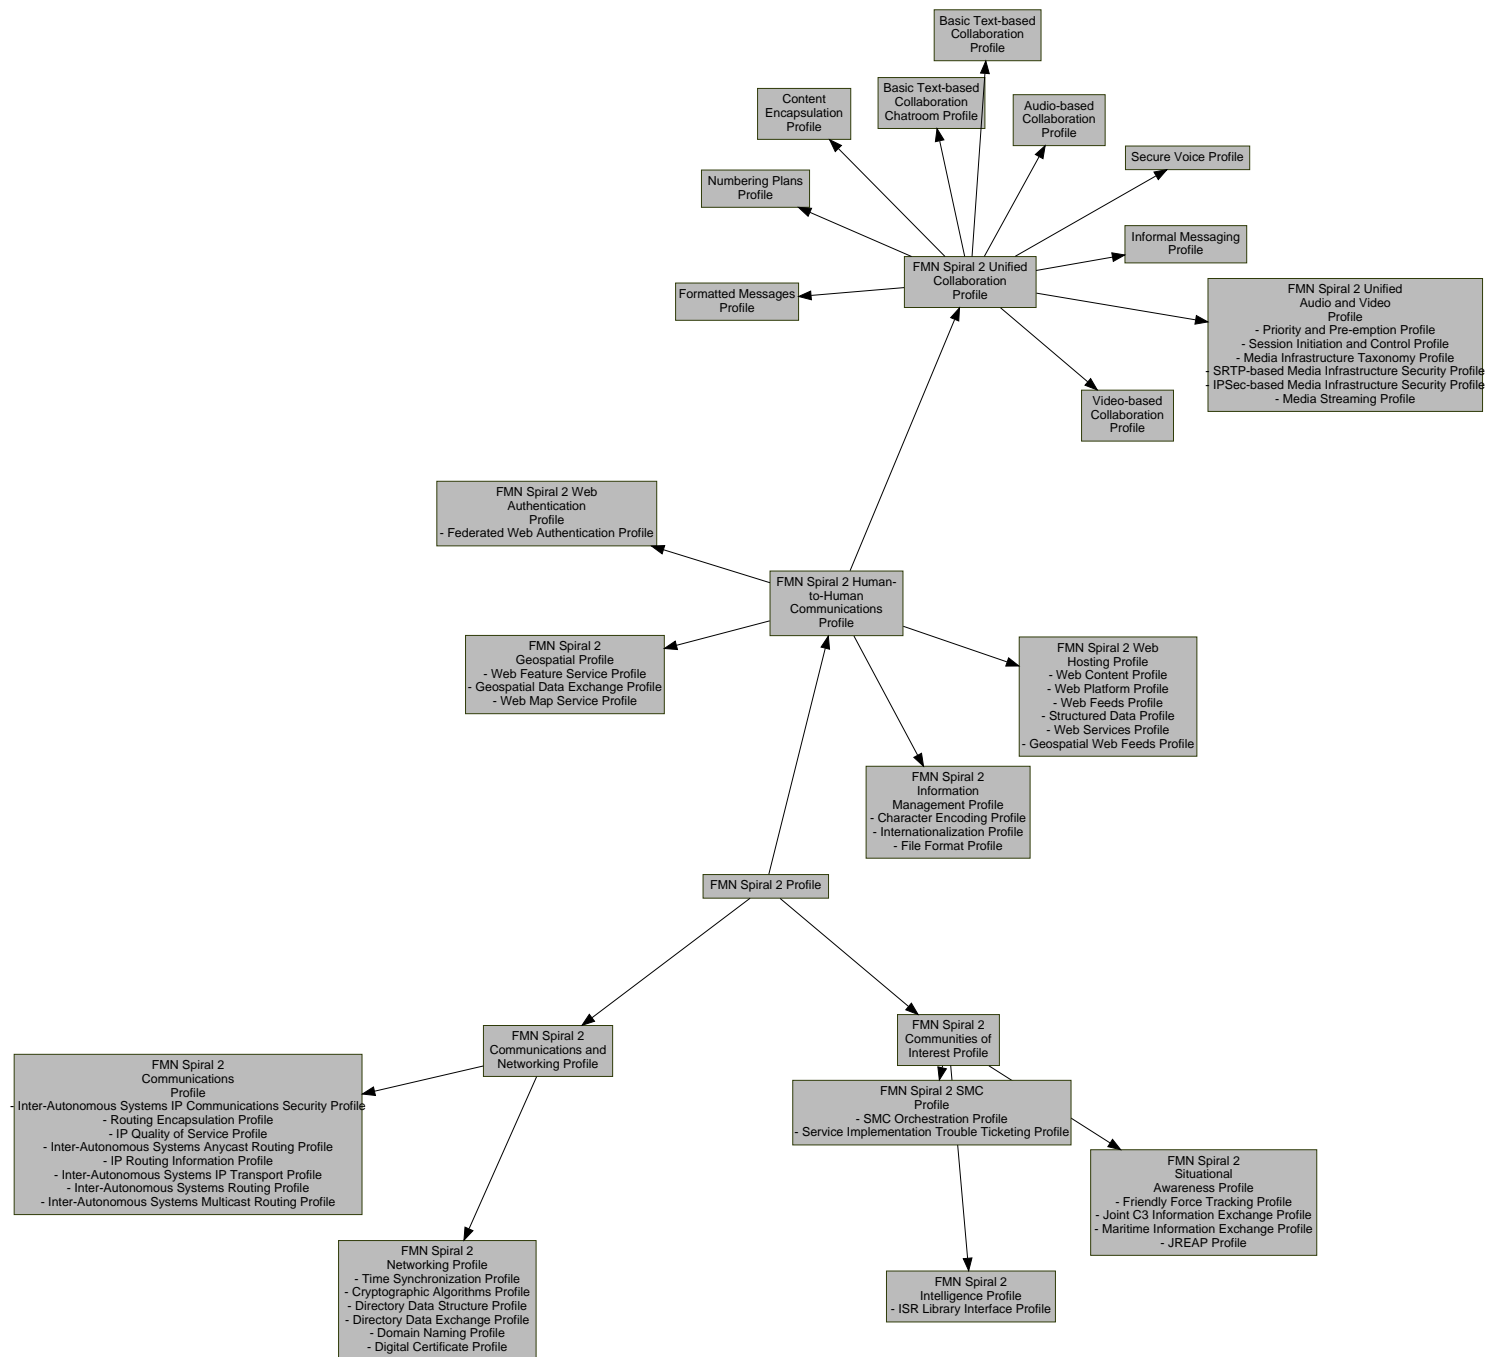 Basic Text-based
Collaboration
Profile
Basic Text-based
Collaboration
Chatroom Profile
Content
Encapsulation
Profile
Audio-based
Collaboration
Profile
Secure Voice Profile
Numbering Plans
Profile
Informal Messaging
Profile
FMN Spiral 2 Unified
Collaboration
Profile
Formatted Messages
Profile
FMN Spiral 2 Unified
Audio and Video
Profile
- Priority and Pre-emption Profile
- Session Initiation and Control Profile
- Media Infrastructure Taxonomy Profile
- SRTP-based Media Infrastructure Security Profile
- IPSec-based Media Infrastructure Security Profile
- Media Streaming Profile
Video-based
Collaboration
Profile
FMN Spiral 2 Web
Authentication
Profile
- Federated Web Authentication Profile
FMN Spiral 2 Human-
to-Human
Communications
Profile
FMN Spiral 2
Geospatial Profile
- Web Feature Service Profile
- Geospatial Data Exchange Profile
- Web Map Service Profile
FMN Spiral 2 Web
Hosting Profile
- Web Content Profile
- Web Platform Profile
- Web Feeds Profile
- Structured Data Profile
- Web Services Profile
- Geospatial Web Feeds Profile
FMN Spiral 2
Information
Management Profile
- Character Encoding Profile
- Internationalization Profile
- File Format Profile
FMN Spiral 2 Profile
FMN Spiral 2
Communications and
Networking Profile
FMN Spiral 2
Communities of
Interest Profile
FMN Spiral 2
Communications
Profile
- Inter-Autonomous Systems IP Communications Security Profile
- Routing Encapsulation Profile
- IP Quality of Service Profile
- Inter-Autonomous Systems Anycast Routing Profile
- IP Routing Information Profile
- Inter-Autonomous Systems IP Transport Profile
- Inter-Autonomous Systems Routing Profile
- Inter-Autonomous Systems Multicast Routing Profile
FMN Spiral 2 SMC
Profile
- SMC Orchestration Profile
- Service Implementation Trouble Ticketing Profile
FMN Spiral 2
Situational
Awareness Profile
- Friendly Force Tracking Profile
- Joint C3 Information Exchange Profile
- Maritime Information Exchange Profile
- JREAP Profile
FMN Spiral 2
Networking Profile
- Time Synchronization Profile
- Cryptographic Algorithms Profile
- Directory Data Structure Profile
- Directory Data Exchange Profile
- Domain Naming Profile
- Digital Certificate Profile
FMN Spiral 2
Intelligence Profile
- ISR Library Interface Profile